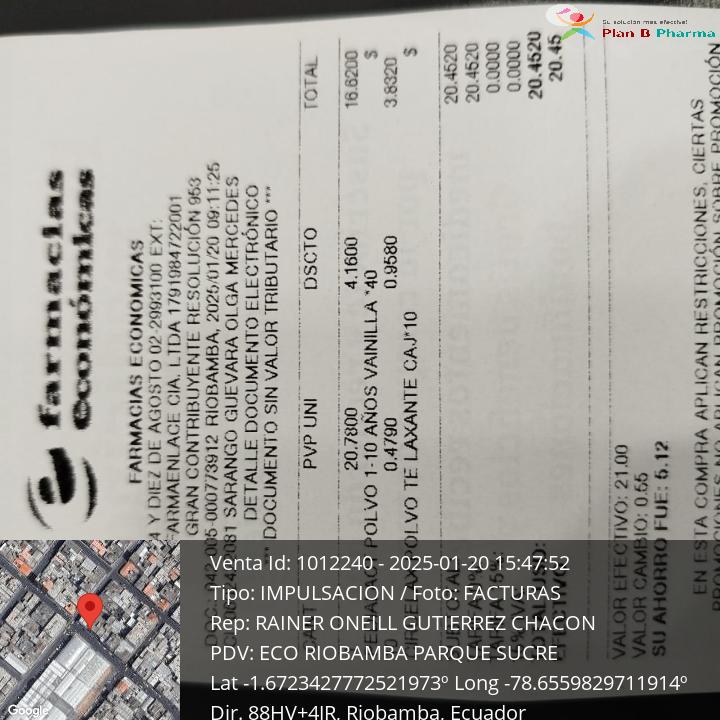 Su solución más efectiva!
Plan B Pharma
Farmacias
económicas
FARMACIAS ECONOMICAS
4 Y DIEZ DE AGOSTO 02-2993100 EXT:
FARMAENLACE CIA. LTDA 1791984722001
GRAN CONTRIBUYENTE RESOLUCIÓN 953
RIOBAMBA, 2025/01/20 09:11:25
SARANGO GUEVARA OLGA MERCEDES
DETALLE DOCUMENTO ELECTRÓNICO
** DOCUMENTO SIN VALOR TRIBUTARIO ***
PVP UNI DSCTO TOTAL
20.7800 4.1600 16.6200
POLVO 1-10 AÑOS VAINILLA *40 $
0.4790 0.9580 3.8320
POLVO TE LAXANTE CAJ*10 $
20.4520
20.4520
0.0000
0.0000
20.4520
20.45
VALOR EFECTIVO: 21.00
VALOR CAMBIO: 0.55
SU AHORRO FUE: 5.12
EN ESTA COMPRA APLICAN RESTRICCIONES, CIERTAS
Venta Id: 1012240 - 2025-01-20 15:47:52
Tipo: IMPULSACION / Foto: FACTURAS
Rep: RAINER ONEILL GUTIERREZ CHACON
PDV: ECO RIOBAMBA PARQUE SUCRE
Lat -1.6723427772521973º Long -78.6559829711914º
Dir. 88HV+4JR, Riobamba, Ecuador
Google